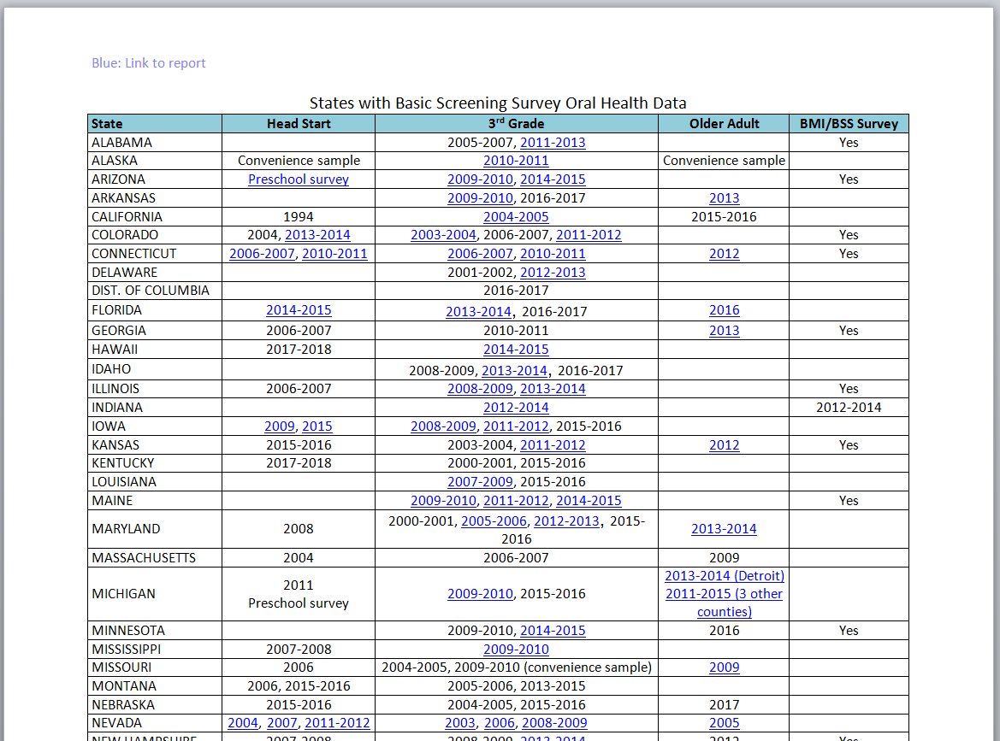 Blue: Link to report
States with Basic Screening Survey Oral Health Data
State Head Start 3rd Grade Older Adult BMI/BSS Survey
ALABAMA 2005-2007, 2011-2013 Yes
ALASKA Convenience sample 2010-2011 Convenience sample
ARIZONA Preschool survey 2009-2010, 2014-2015 Yes
ARKANSAS 2009-2010, 2016-2017 2013
CALIFORNIA 1994 2004-2005 2015-2016
COLORADO 2004, 2013-2014 2003-2004, 2006-2007, 2011-2012 Yes
CONNECTICUT 2006-2007, 2010-2011 2006-2007, 2010-2011 2012 Yes
DELAWARE 2001-2002, 2012-2013
DIST. OF COLUMBIA 2016-2017
FLORIDA 2014-2015 2013-2014, 2016-2017 2016
GEORGIA 2006-2007 2010-2011 2013 Yes
HAWAII 2017-2018 2014-2015
IDAHO 2008-2009, 2013-2014, 2016-2017
ILLINOIS 2006-2007 2008-2009, 2013-2014 Yes
INDIANA 2012-2014 2012-2014
IOWA 2009, 2015 2008-2009, 2011-2012, 2015-2016
KANSAS 2015-2016 2003-2004, 2011-2012 2012 Yes
KENTUCKY 2017-2018 2000-2001, 2015-2016
LOUISIANA 2007-2009, 2015-2016
MAINE 2009-2010, 2011-2012, 2014-2015 Yes
MARYLAND 2008 2000-2001, 2005-2006, 2012-2013, 2015-
2016 2013-2014
MASSACHUSETTS 2004 2006-2007 2009
MICHIGAN 2011
Preschool survey 2009-2010, 2015-2016 2013-2014 (Detroit)
2011-2015 (3 other
counties)
MINNESOTA 2009-2010, 2014-2015 2016 Yes
MISSISSIPPI 2007-2008 2009-2010
MISSOURI 2006 2004-2005, 2009-2010 (convenience sample) 2009
MONTANA 2006, 2015-2016 2005-2006, 2013-2015
NEBRASKA 2015-2016 2004-2005, 2015-2016 2017
NEVADA 2004, 2007, 2011-2012 2003, 2006, 2008-2009 2005
NEW HAMPSHIRE 2007-2008 2008-2009, 2013-2014 2012 Yes